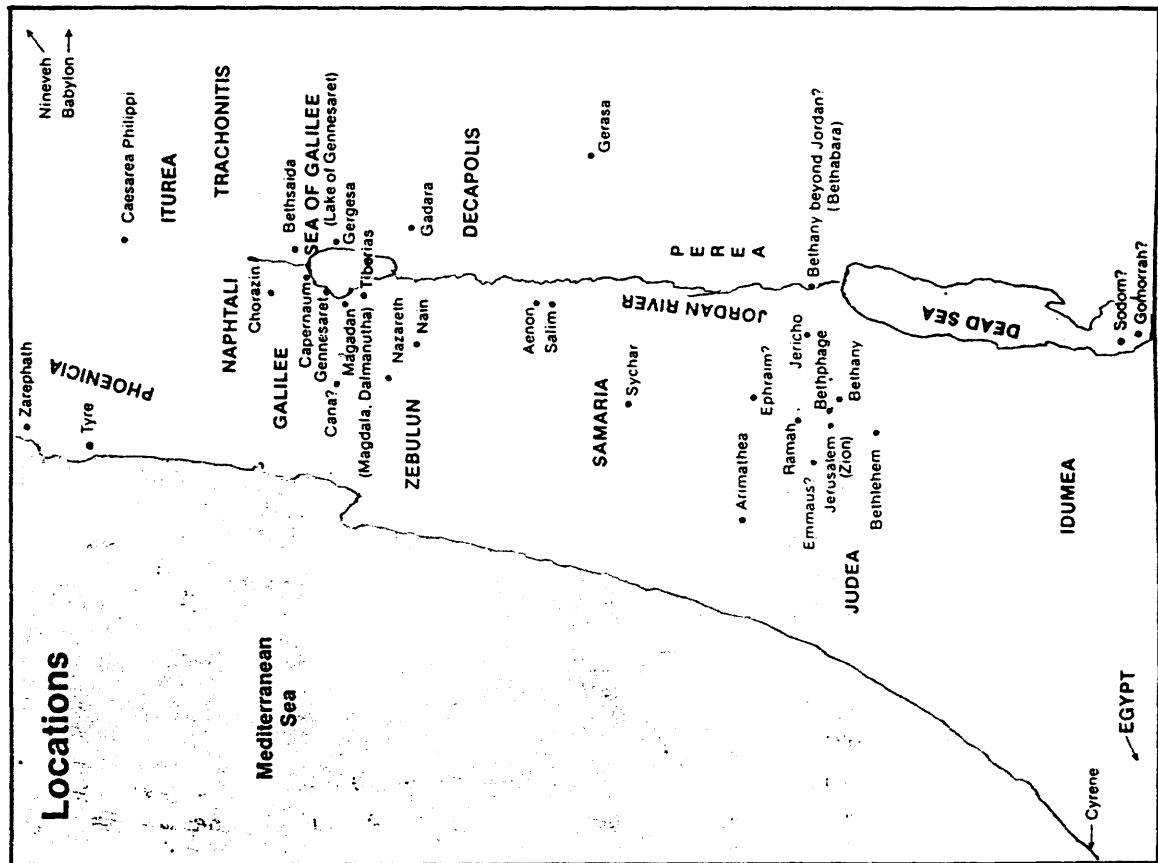 Locations
Nineveh
Babylon
Zarephath
Tyre
PHOENICIA
Caesarea Philippi
ITUREA
TRACHONITIS
NAPHTALI
Chorazin
Bethsaida
GALILEE
Capernaum
SEA OF GALILEE
(Lake of Gennesaret)
Gennesaret
Gergesa
Cana?
Magadan
(Magdala, Dalmanutha)
Tiberias
Mediterranean
Sea
Nazareth
ZEBULUN
Nain
Gadara
DECAPOLIS
Aenon
Salim
Gerasa
SAMARIA
Sychar
JORDAN RIVER
PEREA
Arimathea
Ephraim?
Ramah
Jericho
Emmaus?
Bethphage
Bethany beyond Jordan?
(Bethabara)
Jerusalem
(Zion)
Bethany
JUDEA
Bethlehem
DEAD SEA
IDUMEA
Sodom?
Gomorrah?
Cyrene
EGYPT